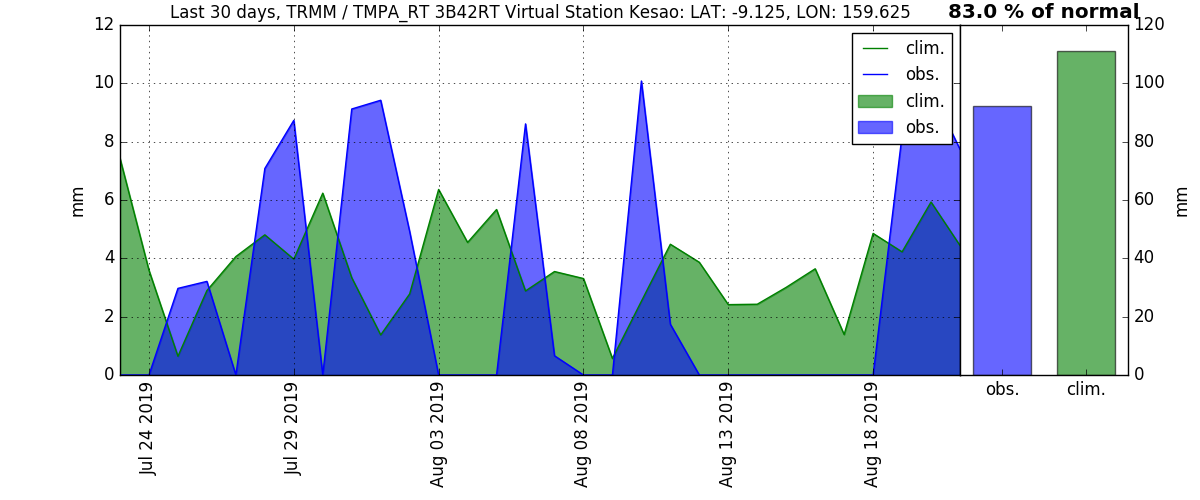 Last 30 days, TRMM / TMPA_RT 3B42RT Virtual Station Kesao: LAT: -9.125, LON: 159.625
83.0 % of normal
12
10
8
6
4
2
0
mm
clim.
obs.
clim.
obs.
Jul 24 2019
Jul 29 2019
Aug 03 2019
Aug 08 2019
Aug 13 2019
Aug 18 2019
120
100
80
60
40
20
0
mm
obs.
clim.